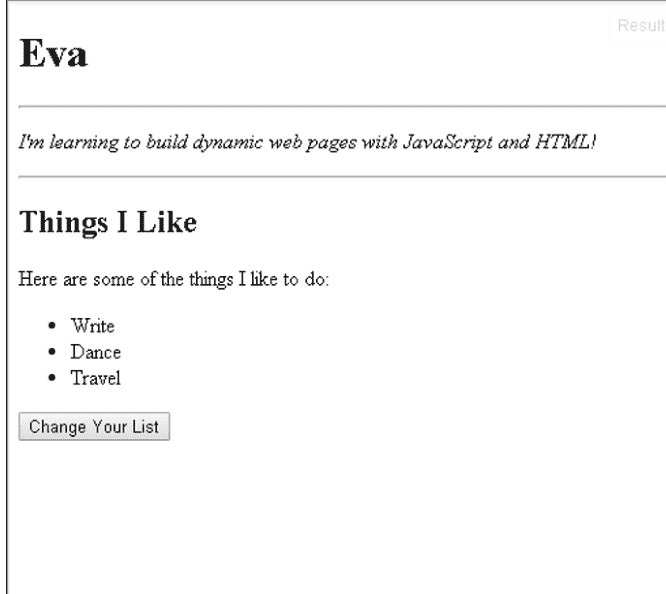 Result
Eva
I'm learning to build dynamic web pages with JavaScript and HTML!
Things I Like
Here are some of the things I like to do:
Write
Dance
Travel
Change Your List